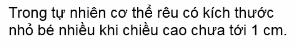 Trong tự nhiên cơ thể rêu có kích thước
nhỏ bé nhiều khi chiều cao chưa tới 1 cm.